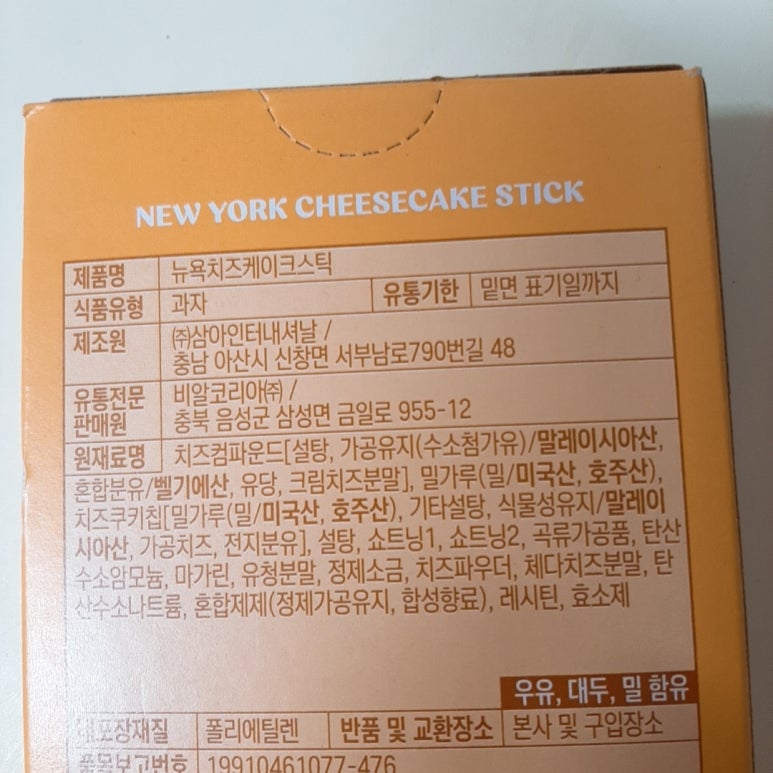 NEW YORK CHEESECAKE STICK
제품명 뉴욕치즈케이크스틱
식품유형 과자 유통기한 밑면 표기일까지
제조원 ㈜삼아인터내셔날 /
충남 아산시 신창면 서부남로790번길 48
유통전문 비알코리아㈜ /
판매원 충북 음성군 삼성면 금일로 955-12
원재료명 치즈컴파운드[설탕, 가공유지(수소첨가유)/말레이시아산,
혼합분유/벨기에산, 유당, 크림치즈분말], 밀가루(밀/미국산, 호주산),
치즈쿠키칩[밀가루(밀/미국산, 호주산), 기타설탕, 식물성유지/말레이
시아산, 가공치즈, 전지분유], 설탕, 쇼트닝1, 쇼트닝2, 곡류가공품, 탄산
수소암모늄, 마가린, 유청분말, 정제소금, 치즈파우더, 체다치즈분말, 탄
산수소나트륨, 혼합제제(정제가공유지, 합성향료), 레시틴, 효소제
우유, 대두, 밀 함유
내포장재질 폴리에틸렌 반품 및 교환장소 본사 및 구입장소
품목보고번호 19910461077-476